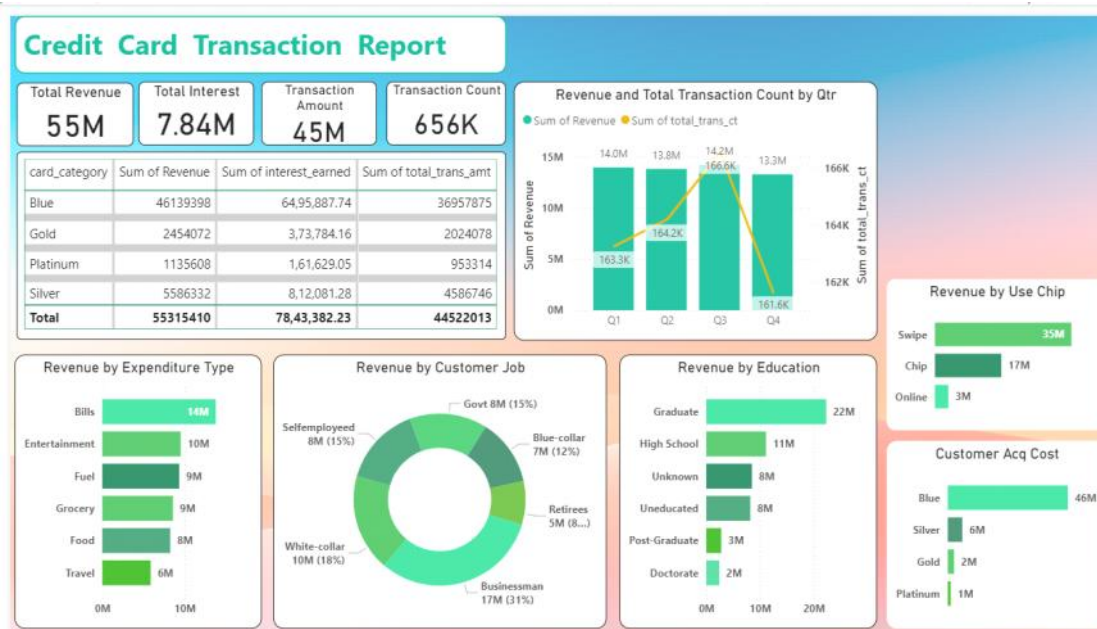 Credit Card Transaction Report
Total Revenue
55M
Total Interest
7.84M
Transaction
Amount
45M
Transaction Count
656K
card_category Sum of Revenue Sum of interest_earned Sum of total_trans_amt
Blue 46139398 64,95,887.74 36957875
Gold 2454072 3,73,784.16 2024078
Platinum 1135608 1,61,629.05 953314
Silver 5586332 8,12,081.28 4586746
Total 55315410 78,43,382.23 44522013
Revenue and Total Transaction Count by Qtr
Sum of Revenue Sum of total_trans_ct
Sum of Revenue
15M
10M
5M
0M
14.0M 13.8M 14.2M 13.3M
163.3K 164.2K 166.6K 161.6K
Q1 Q2 Q3 Q4
166K
164K
162K
Sum of total_trans_ct
Revenue by Use Chip
Swipe 35M
Chip 17M
Online 3M
Revenue by Expenditure Type
Bills 14M
Entertainment 10M
Fuel 9M
Grocery 9M
Food 8M
Travel 6M
0M 10M
Revenue by Customer Job
Govt 8M (15%)
Selfemployeed
8M (15%)
Blue-collar
7M (12%)
Retirees
5M (8...)
White-collar
10M (18%)
Businessman
17M (31%)
Revenue by Education
Graduate 22M
High School 11M
Unknown 8M
Uneducated 8M
Post-Graduate 3M
Doctorate 2M
0M 10M 20M
Customer Acq Cost
Blue 46M
Silver 6M
Gold 2M
Platinum 1M